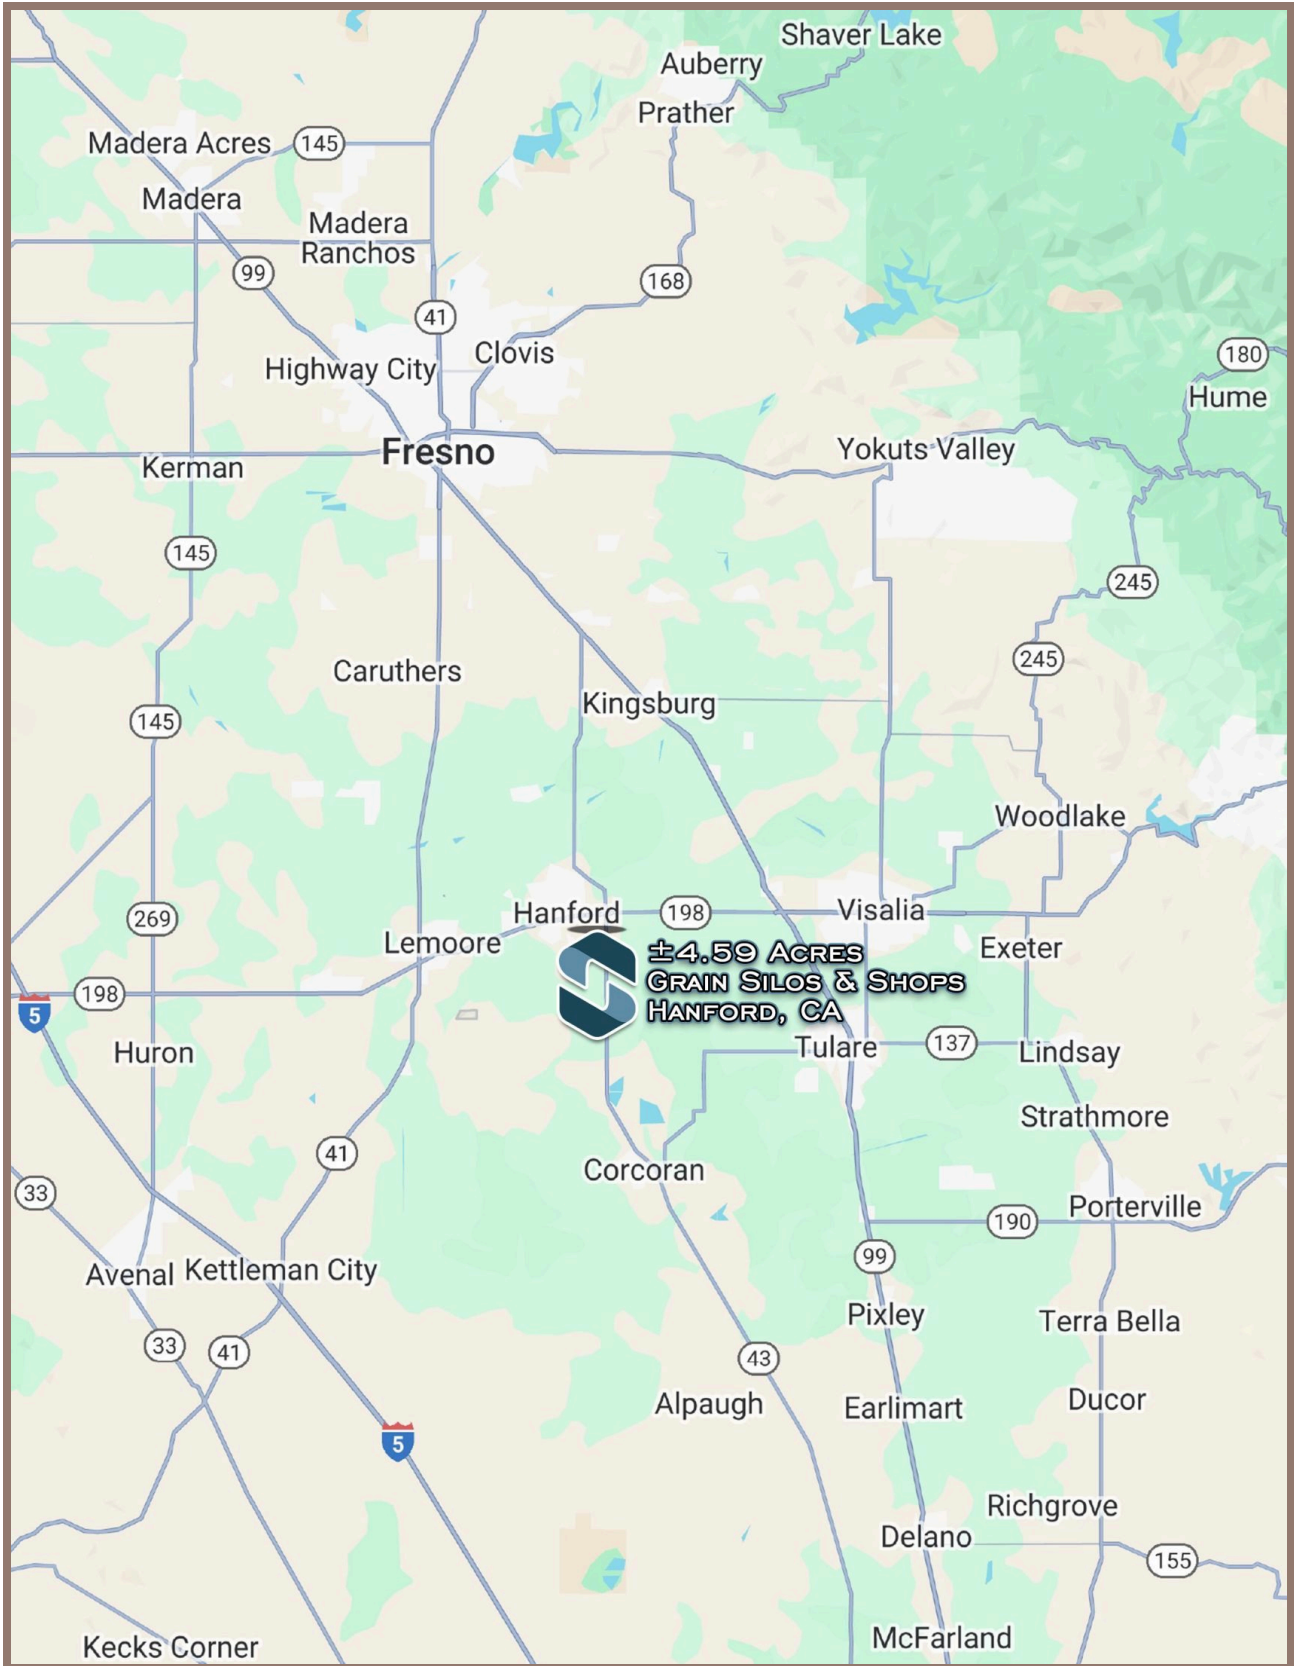 Shaver Lake
Auberry
Prather
Madera Acres
145
Madera
Madera
Ranchos
99
168
41
Clovis
Highway City
180
Hume
Fresno
Yokuts Valley
Kerman
145
245
245
Caruthers
Kingsburg
145
Woodlake
269
Hanford
198
Visalia
Lemoore
Exeter
±4.59 Acres
Grain Silos & Shops
Hanford, CA
198
5
Huron
Tulare
137
Lindsay
Strathmore
41
Corcoran
33
Porterville
190
99
Avenal
Kettleman City
Pixley
Terra Bella
33
41
43
Alpaugh
Earlimart
Ducor
5
Richgrove
Delano
155
McFarland
Kecks Corner